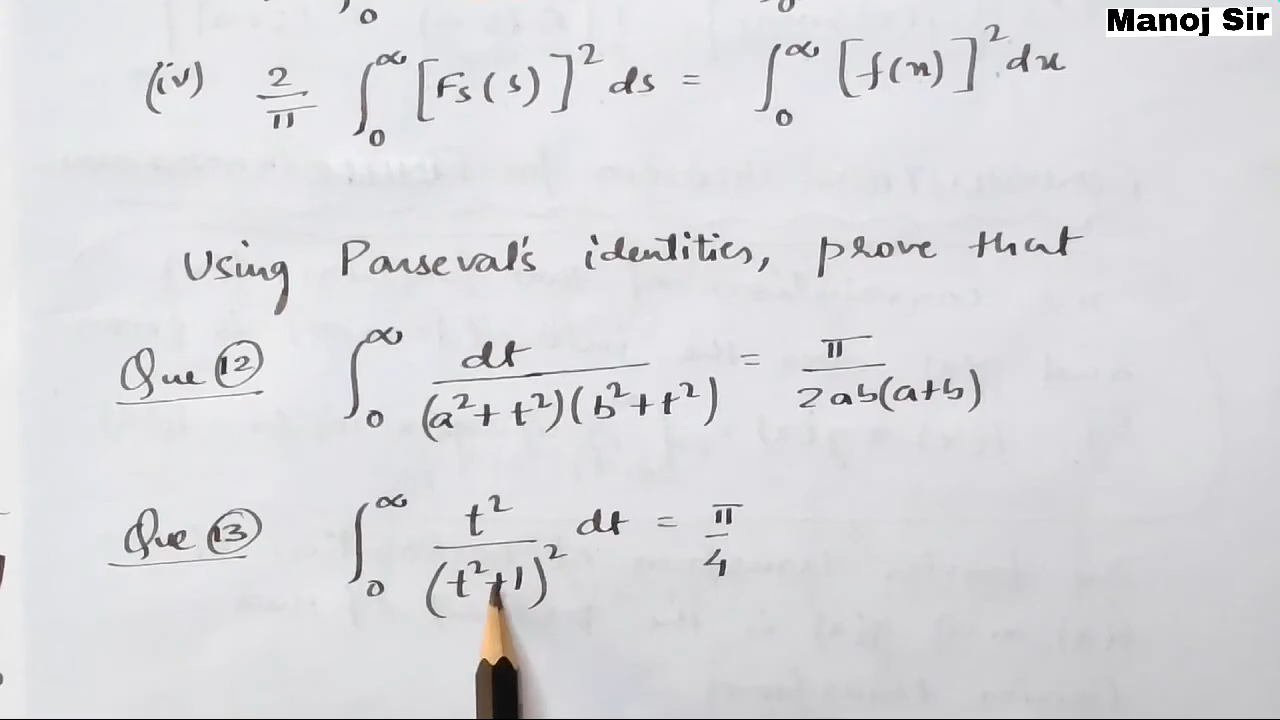 Manoj Sir
(iv) 2/π ∫₀^∞ [Fs(s)]² ds = ∫₀^∞ [f(x)]² dx
Using Parseval's identities, prove that
Que ⑫ ∫₀^∞ dt/((a²+t²)(b²+t²)) = π/(2ab(a+b))
Que ⑬ ∫₀^∞ t²/(t²+1)² dt = π/4